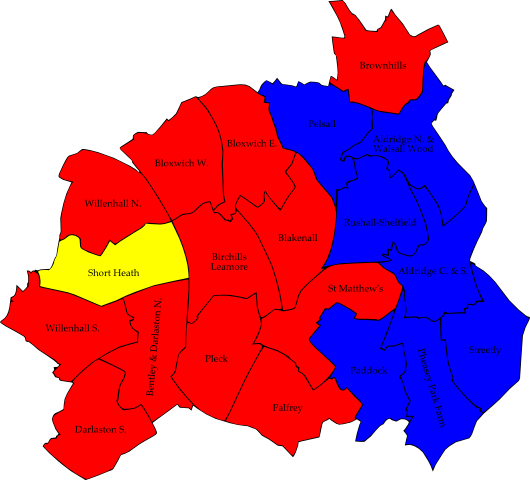 Brownhills
Pelsall
Aldridge N. &
Walsall Wood
Bloxwich E.
Bloxwich W.
Willenhall N.
Rushall-Shelfield
Blakenall
Birchills
Leamore
Short Heath
Aldridge C. & S.
St Matthew's
Bentley & Darlaston N.
Willenhall S.
Pleck
Paddock
Pheasey Park Farm
Streetly
Palfrey
Darlaston S.